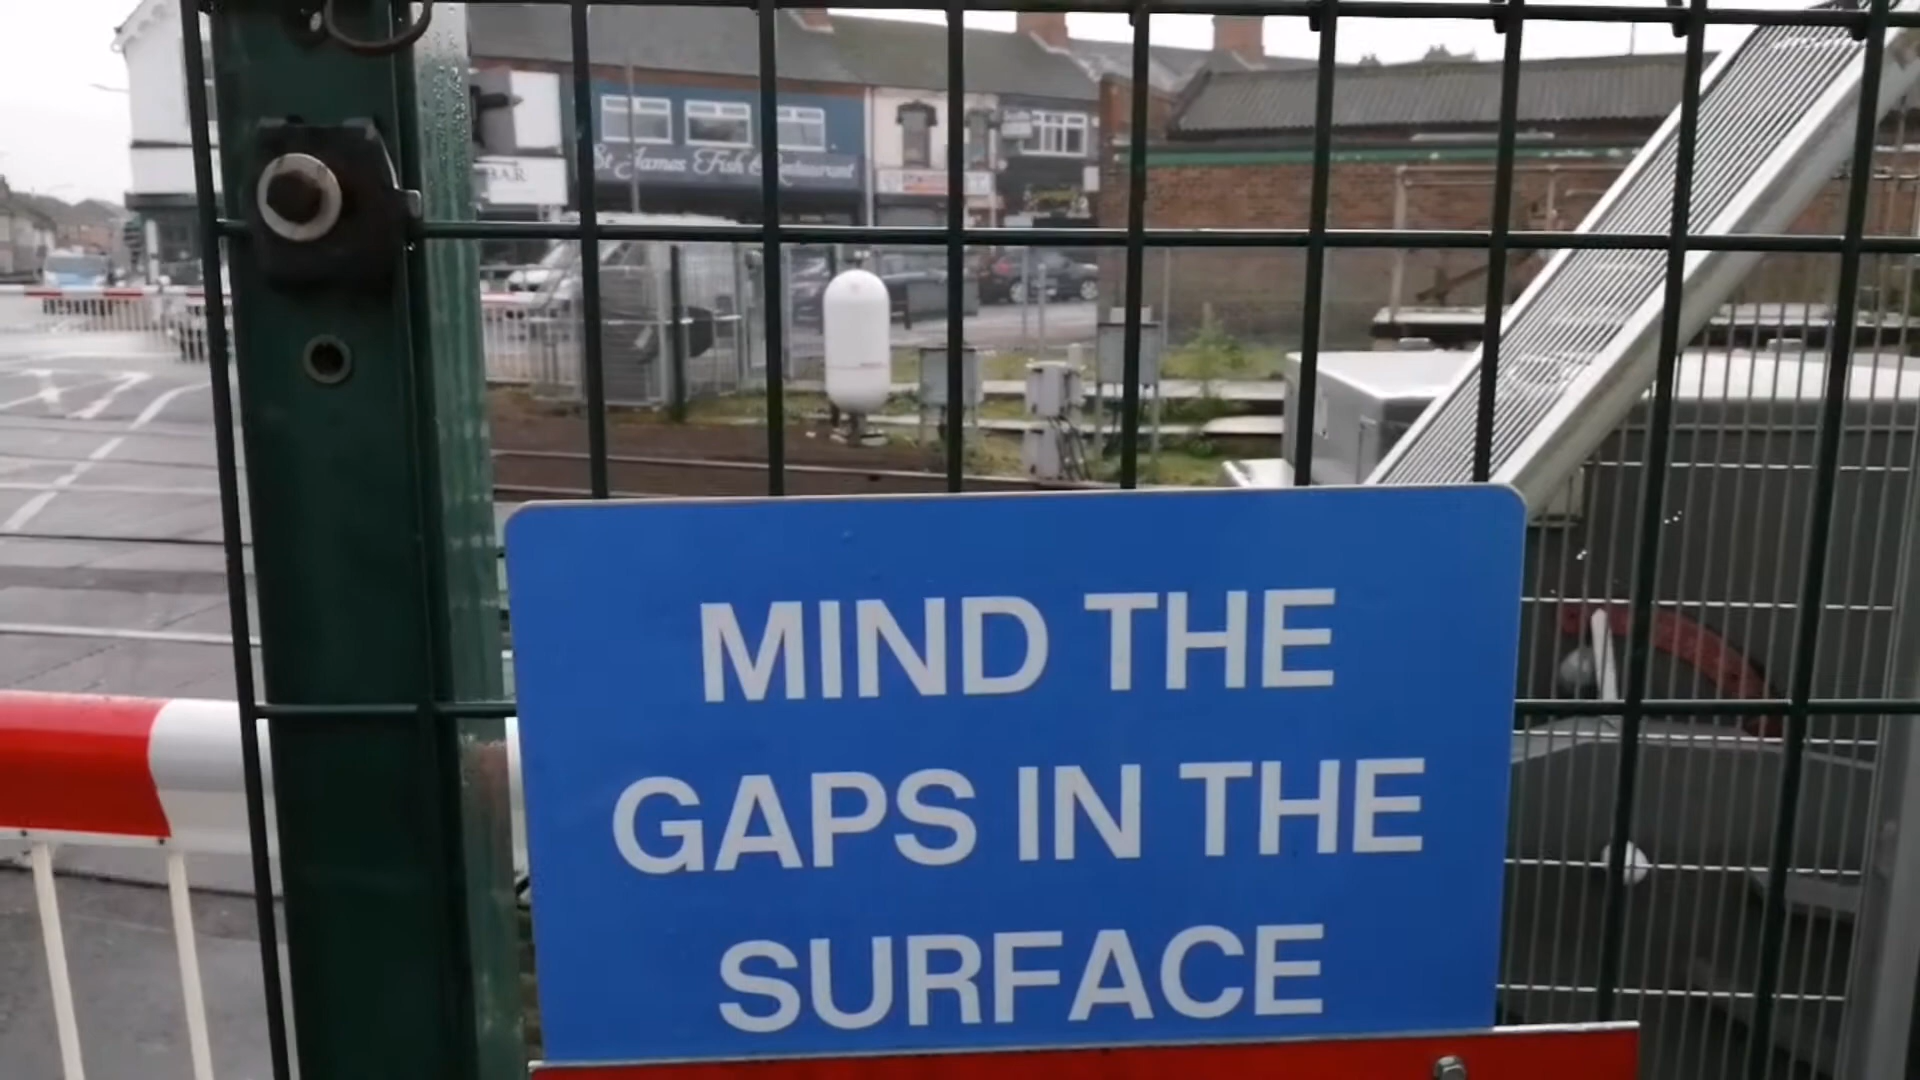 BAR
St James Fish & Restaurant
MIND THE
GAPS IN THE
SURFACE